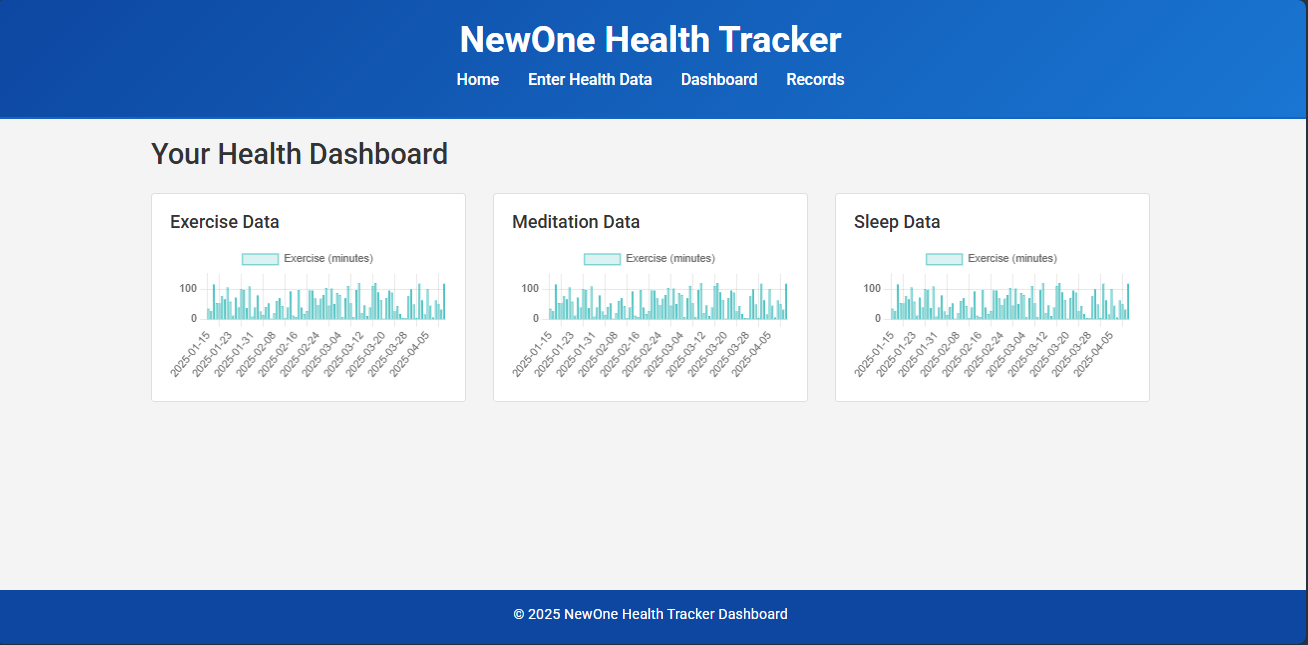 NewOne Health Tracker
Home Enter Health Data Dashboard Records
Your Health Dashboard
Exercise Data
Exercise (minutes)
100
0
2025-01-15 2025-01-23 2025-01-31 2025-02-08 2025-02-16 2025-02-24 2025-03-04 2025-03-12 2025-03-20 2025-03-28 2025-04-05
Meditation Data
Exercise (minutes)
100
0
2025-01-15 2025-01-23 2025-01-31 2025-02-08 2025-02-16 2025-02-24 2025-03-04 2025-03-12 2025-03-20 2025-03-28 2025-04-05
Sleep Data
Exercise (minutes)
100
0
2025-01-15 2025-01-23 2025-01-31 2025-02-08 2025-02-16 2025-02-24 2025-03-04 2025-03-12 2025-03-20 2025-03-28 2025-04-05
© 2025 NewOne Health Tracker Dashboard